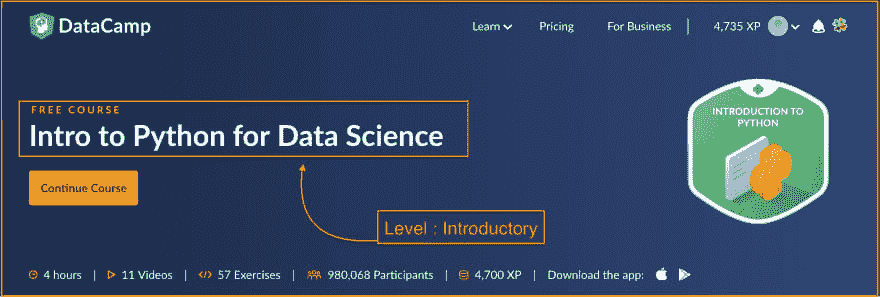 DataCamp
Learn Pricing For Business 4,735 XP
FREE COURSE
Intro to Python for Data Science
Continue Course
INTRODUCTION TO
PYTHON
Level : Introductory
4 hours | 11 Videos | </> 57 Exercises | 980,068 Participants | 4,700 XP | Download the app: